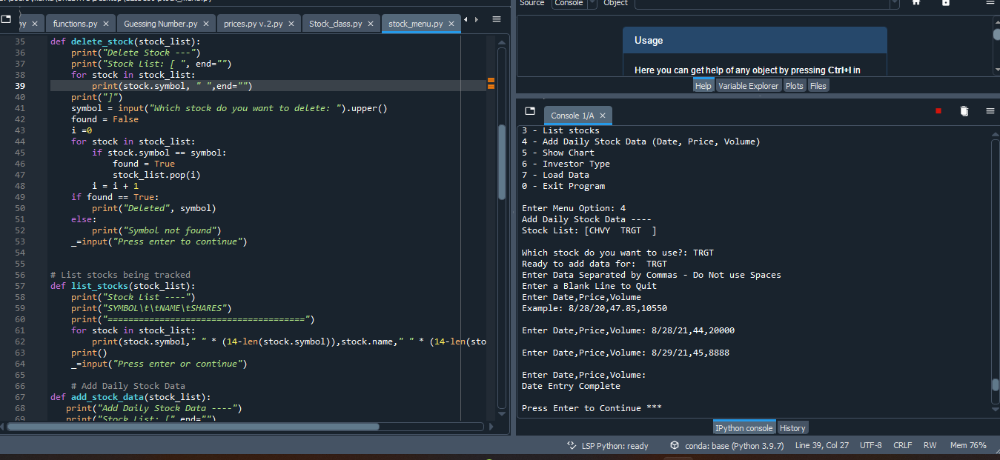 Source Console Object
functions.py Guessing Number.py prices.py v.2.py Stock_class.py stock_menu.py
35 def delete_stock(stock_list):
36 print("Delete Stock ---")
37 print("Stock List: [ ", end="")
38 for stock in stock_list:
39 print(stock.symbol, " ",end="")
40 print("]")
41 symbol = input("Which stock do you want to delete: ").upper()
42 found = False
43 i =0
44 for stock in stock_list:
45 if stock.symbol == symbol:
46 found = True
47 stock_list.pop(i)
48 i = i + 1
49 if found == True:
50 print("Deleted", symbol)
51 else:
52 print("Symbol not found")
53 _=input("Press enter to continue")
54
55
56 # List stocks being tracked
57 def list_stocks(stock_list):
58 print("Stock List ----")
59 print("SYMBOL\t\tNAME\tSHARES")
60 print("=====================================")
61 for stock in stock_list:
62 print(stock.symbol," " * (14-len(stock.symbol)),stock.name," " * (14-len(sto
63 print()
64 _=input("Press enter or continue")
65
66 # Add Daily Stock Data
67 def add_stock_data(stock_list):
68 print("Add Daily Stock Data ----")
69 print("Stock List: [" end="")
Usage
Here you can get help of any object by pressing Ctrl+I in
Help Variable Explorer Plots Files
Console 1/A
3 - List stocks
4 - Add Daily Stock Data (Date, Price, Volume)
5 - Show Chart
6 - Investor Type
7 - Load Data
0 - Exit Program
Enter Menu Option: 4
Add Daily Stock Data ----
Stock List: [CHVY TRGT ]
Which stock do you want to use?: TRGT
Ready to add data for: TRGT
Enter Data Separated by Commas - Do Not use Spaces
Enter a Blank Line to Quit
Enter Date,Price,Volume
Example: 8/28/20,47.85,10550
Enter Date,Price,Volume: 8/28/21,44,20000
Enter Date,Price,Volume: 8/29/21,45,8888
Enter Date,Price,Volume:
Date Entry Complete
Press Enter to Continue ***
IPython console History
LSP Python: ready conda: base (Python 3.9.7) Line 39, Col 27 UTF-8 CRLF RW Mem 76%